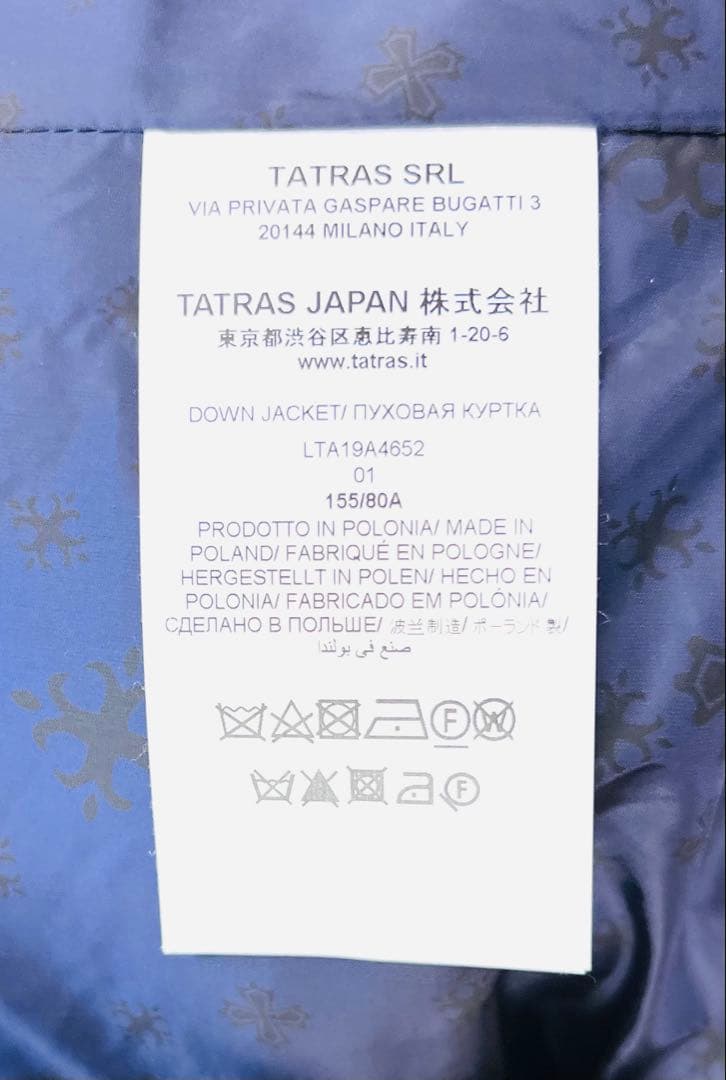 TATRAS SRL
VIA PRIVATA GASPARE BUGATTI 3
20144 MILANO ITALY
TATRAS JAPAN 株式会社
東京都渋谷区恵比寿南 1-20-6
www.tatras.it
DOWN JACKET/ ПУХОВАЯ КУРТКА
LTA19A4652
01
155/80A
PRODOTTO IN POLONIA/ MADE IN
POLAND/ FABRIQUÉ EN POLOGNE/
HERGESTELLT IN POLEN/ HECHO EN
POLONIA/ FABRICADO EM POLÓNIA/
СДЕЛАНО В ПОЛЬШЕ/ 波兰制造/ ポーランド 製/
صنع في بولندا
F W
F